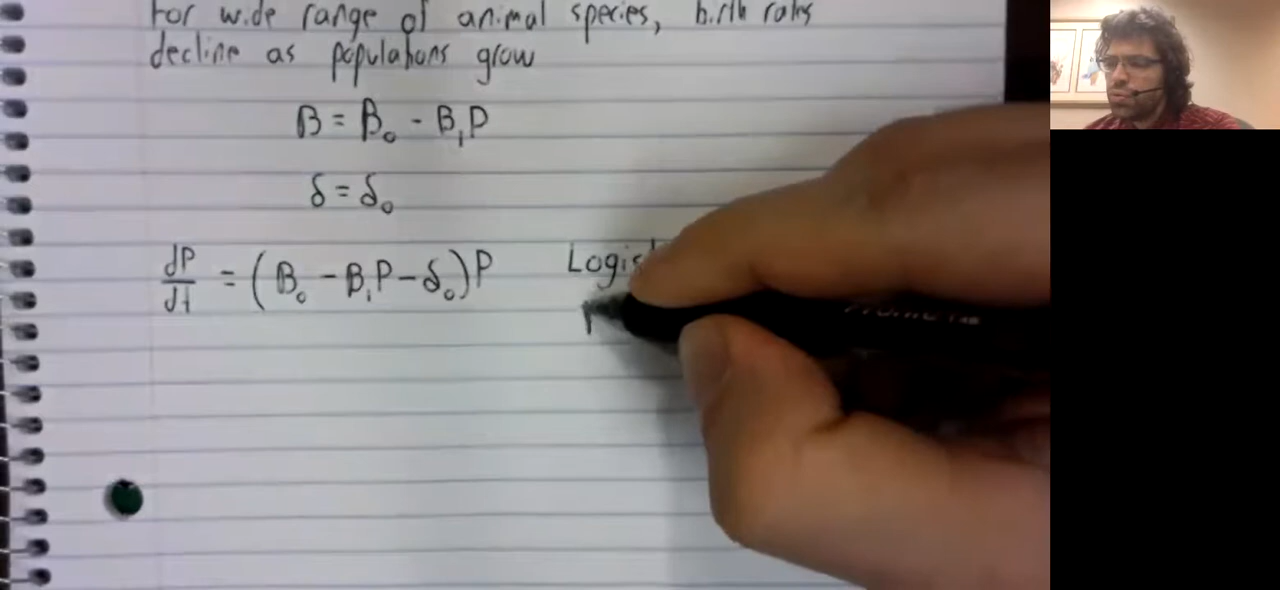 For wide range of animal species, birth rates
decline as populations grow
β = β₀ - β₁P
δ = δ₀
dP/dt = (β₀ - β₁P - δ₀)P